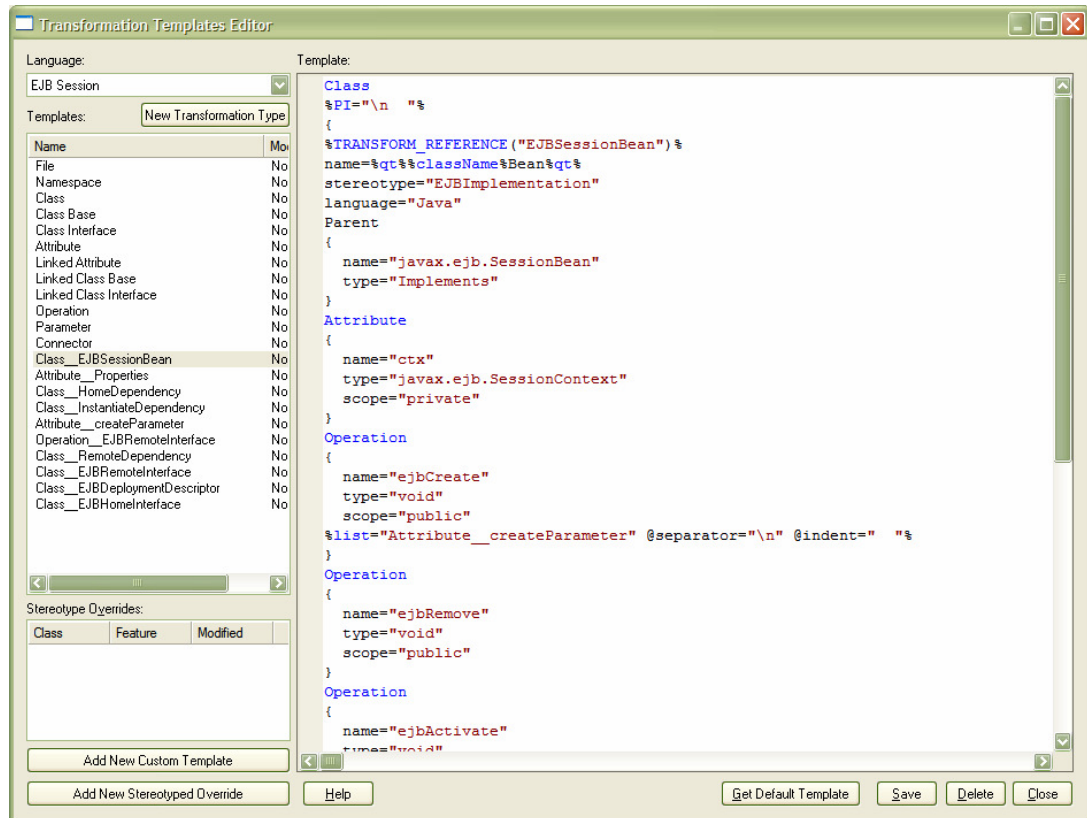 Transformation Templates Editor
Language:
EJB Session
Templates:
New Transformation Type
Name Mo
File No
Namespace No
Class No
Class Base No
Class Interface No
Attribute No
Linked Attribute No
Linked Class Base No
Linked Class Interface No
Operation No
Parameter No
Connector No
Class__EJBSessionBean No
Attribute__Properties No
Class__HomeDependency No
Class__InstantiateDependency No
Attribute__createParameter No
Operation__EJBRemoteInterface No
Class__RemoteDependency No
Class__EJBRemoteInterface No
Class__EJBDeploymentDescriptor No
Class__EJBHomeInterface No
Stereotype Overrides:
Class Feature Modified
Add New Custom Template
Add New Stereotyped Override
Template:
Class
%PI="\n  "%
{
%TRANSFORM_REFERENCE("EJBSessionBean")%
name=%qt%%className%Bean%qt%
stereotype="EJBImplementation"
language="Java"
Parent
{
name="javax.ejb.SessionBean"
type="Implements"
}
Attribute
{
name="ctx"
type="javax.ejb.SessionContext"
scope="private"
}
Operation
{
name="ejbCreate"
type="void"
scope="public"
%list="Attribute__createParameter" @separator="\n" @indent="  "%
}
Operation
{
name="ejbRemove"
type="void"
scope="public"
}
Operation
{
name="ejbActivate"
type="void"
Help
Get Default Template
Save
Delete
Close